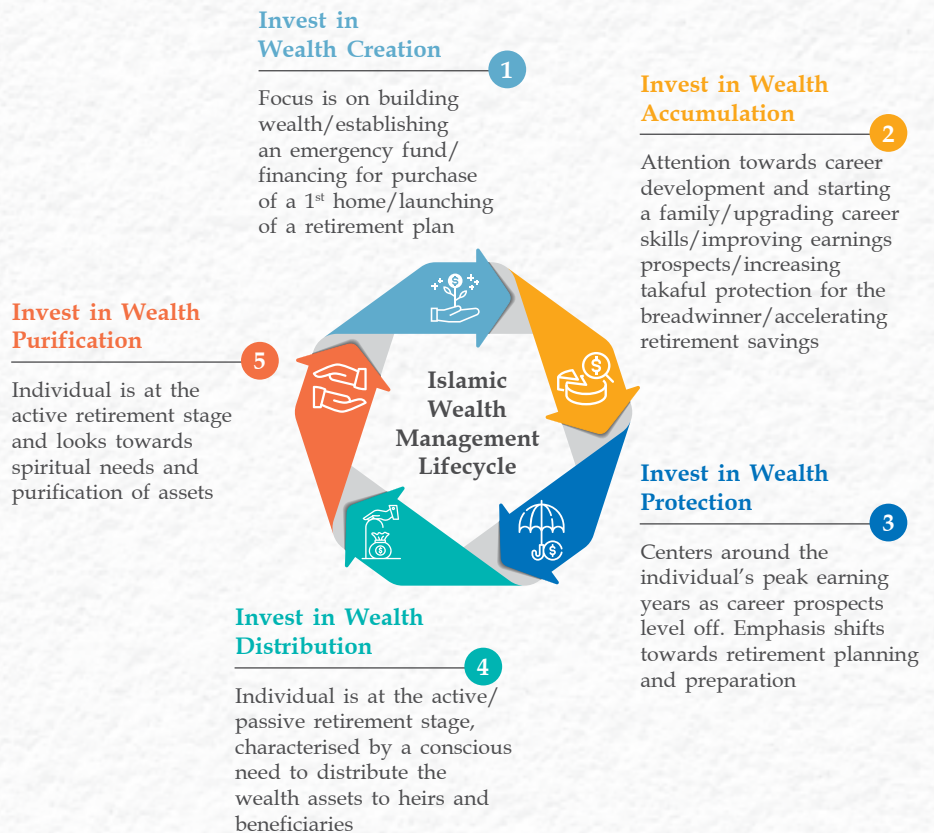 Invest in
Wealth Creation
1
Focus is on building
wealth/establishing
an emergency fund/
financing for purchase
of a 1st home/launching
of a retirement plan
Invest in Wealth
Accumulation
2
Attention towards career
development and starting
a family/upgrading career
skills/improving earnings
prospects/increasing
takaful protection for the
breadwinner/accelerating
retirement savings
Invest in Wealth
Protection
3
Centers around the
individual’s peak earning
years as career prospects
level off. Emphasis shifts
towards retirement planning
and preparation
Invest in Wealth
Distribution
4
Individual is at the active/
passive retirement stage,
characterised by a conscious
need to distribute the
wealth assets to heirs and
beneficiaries
Invest in Wealth
Purification
5
Individual is at the
active retirement stage
and looks towards
spiritual needs and
purification of assets
Islamic
Wealth
Management
Lifecycle
$
$
$
$